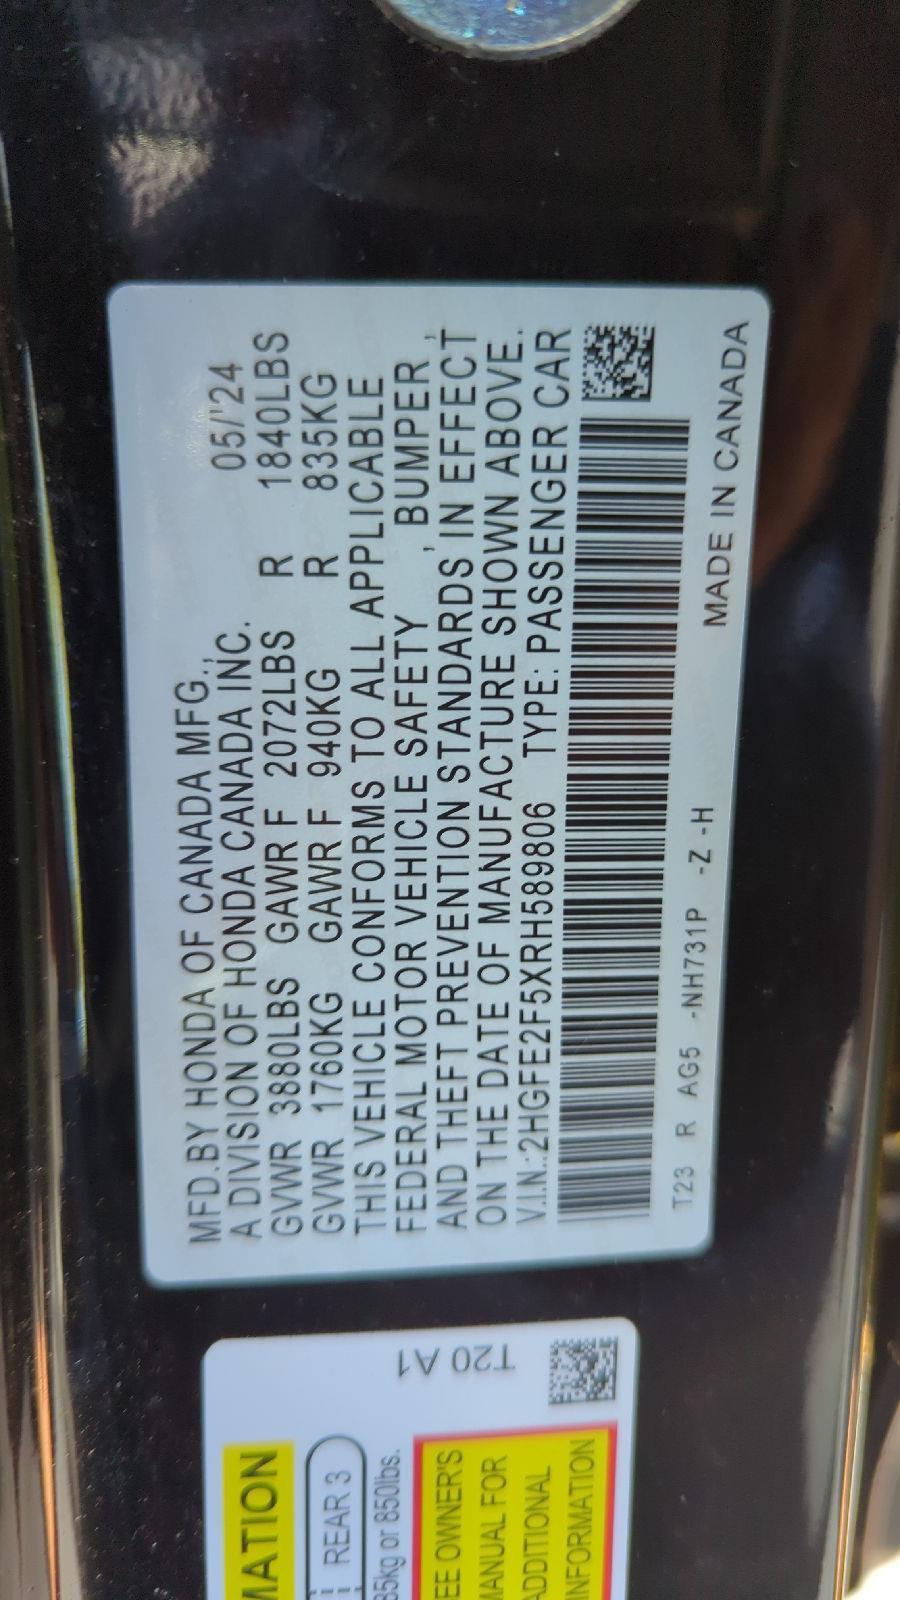 MFD.BY HONDA OF CANADA MFG.,
A DIVISION OF HONDA CANADA INC. 05/'24
GVWR 3880LBS GAWR F 2072LBS R 1840LBS
GVWR 1760KG GAWR F 940KG R 835KG
THIS VEHICLE CONFORMS TO ALL APPLICABLE
FEDERAL MOTOR VEHICLE SAFETY , BUMPER ,
AND THEFT PREVENTION STANDARDS IN EFFECT
ON THE DATE OF MANUFACTURE SHOWN ABOVE.
V.I.N.:2HGFE2F5XRH589806 TYPE: PASSENGER CAR
T23 R AG5 -NH731P -Z -H MADE IN CANADA
T20 A1
MATION
REAR 3
85kg or 850lbs.
EE OWNER'S
MANUAL FOR
ADDITIONAL
INFORMATION